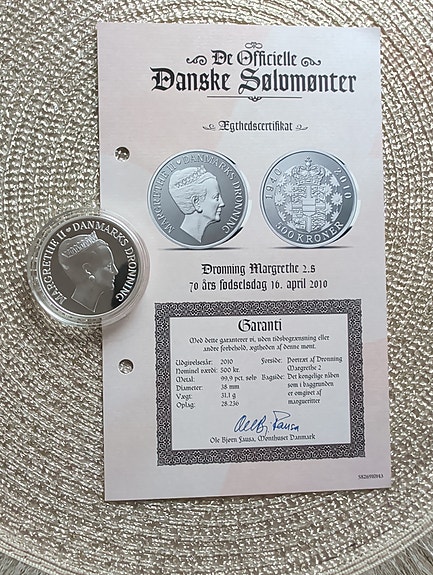 De Officielle
Danske Sølvmønter
Ægthedscertifikat
MARGRETHE II DANMARKS DRONNING
1940 2010
500 KRONER
MARGRETHE II DANMARKS DRONNING
Dronning Margrethe 2.s
70 års fødselsdag 16. april 2010
Garanti
Med dette garanterer vi, uden tidsbegrænsning eller
andre forbehold, ægtheden af denne mønt.
Udgivelsesår: 2010
Nominel værdi: 500 kr.
Metal: 99,9 pct. sølv
Diameter: 38 mm
Vægt: 31,1 g
Oplag: 28.230
Forside: Portræt af Dronning
Margrethe 2
Bagside: Det kongelige våben
som i baggrunden
er omgivet af
margueritter
Ole Bjørn Fausa, Mønthuset Danmark